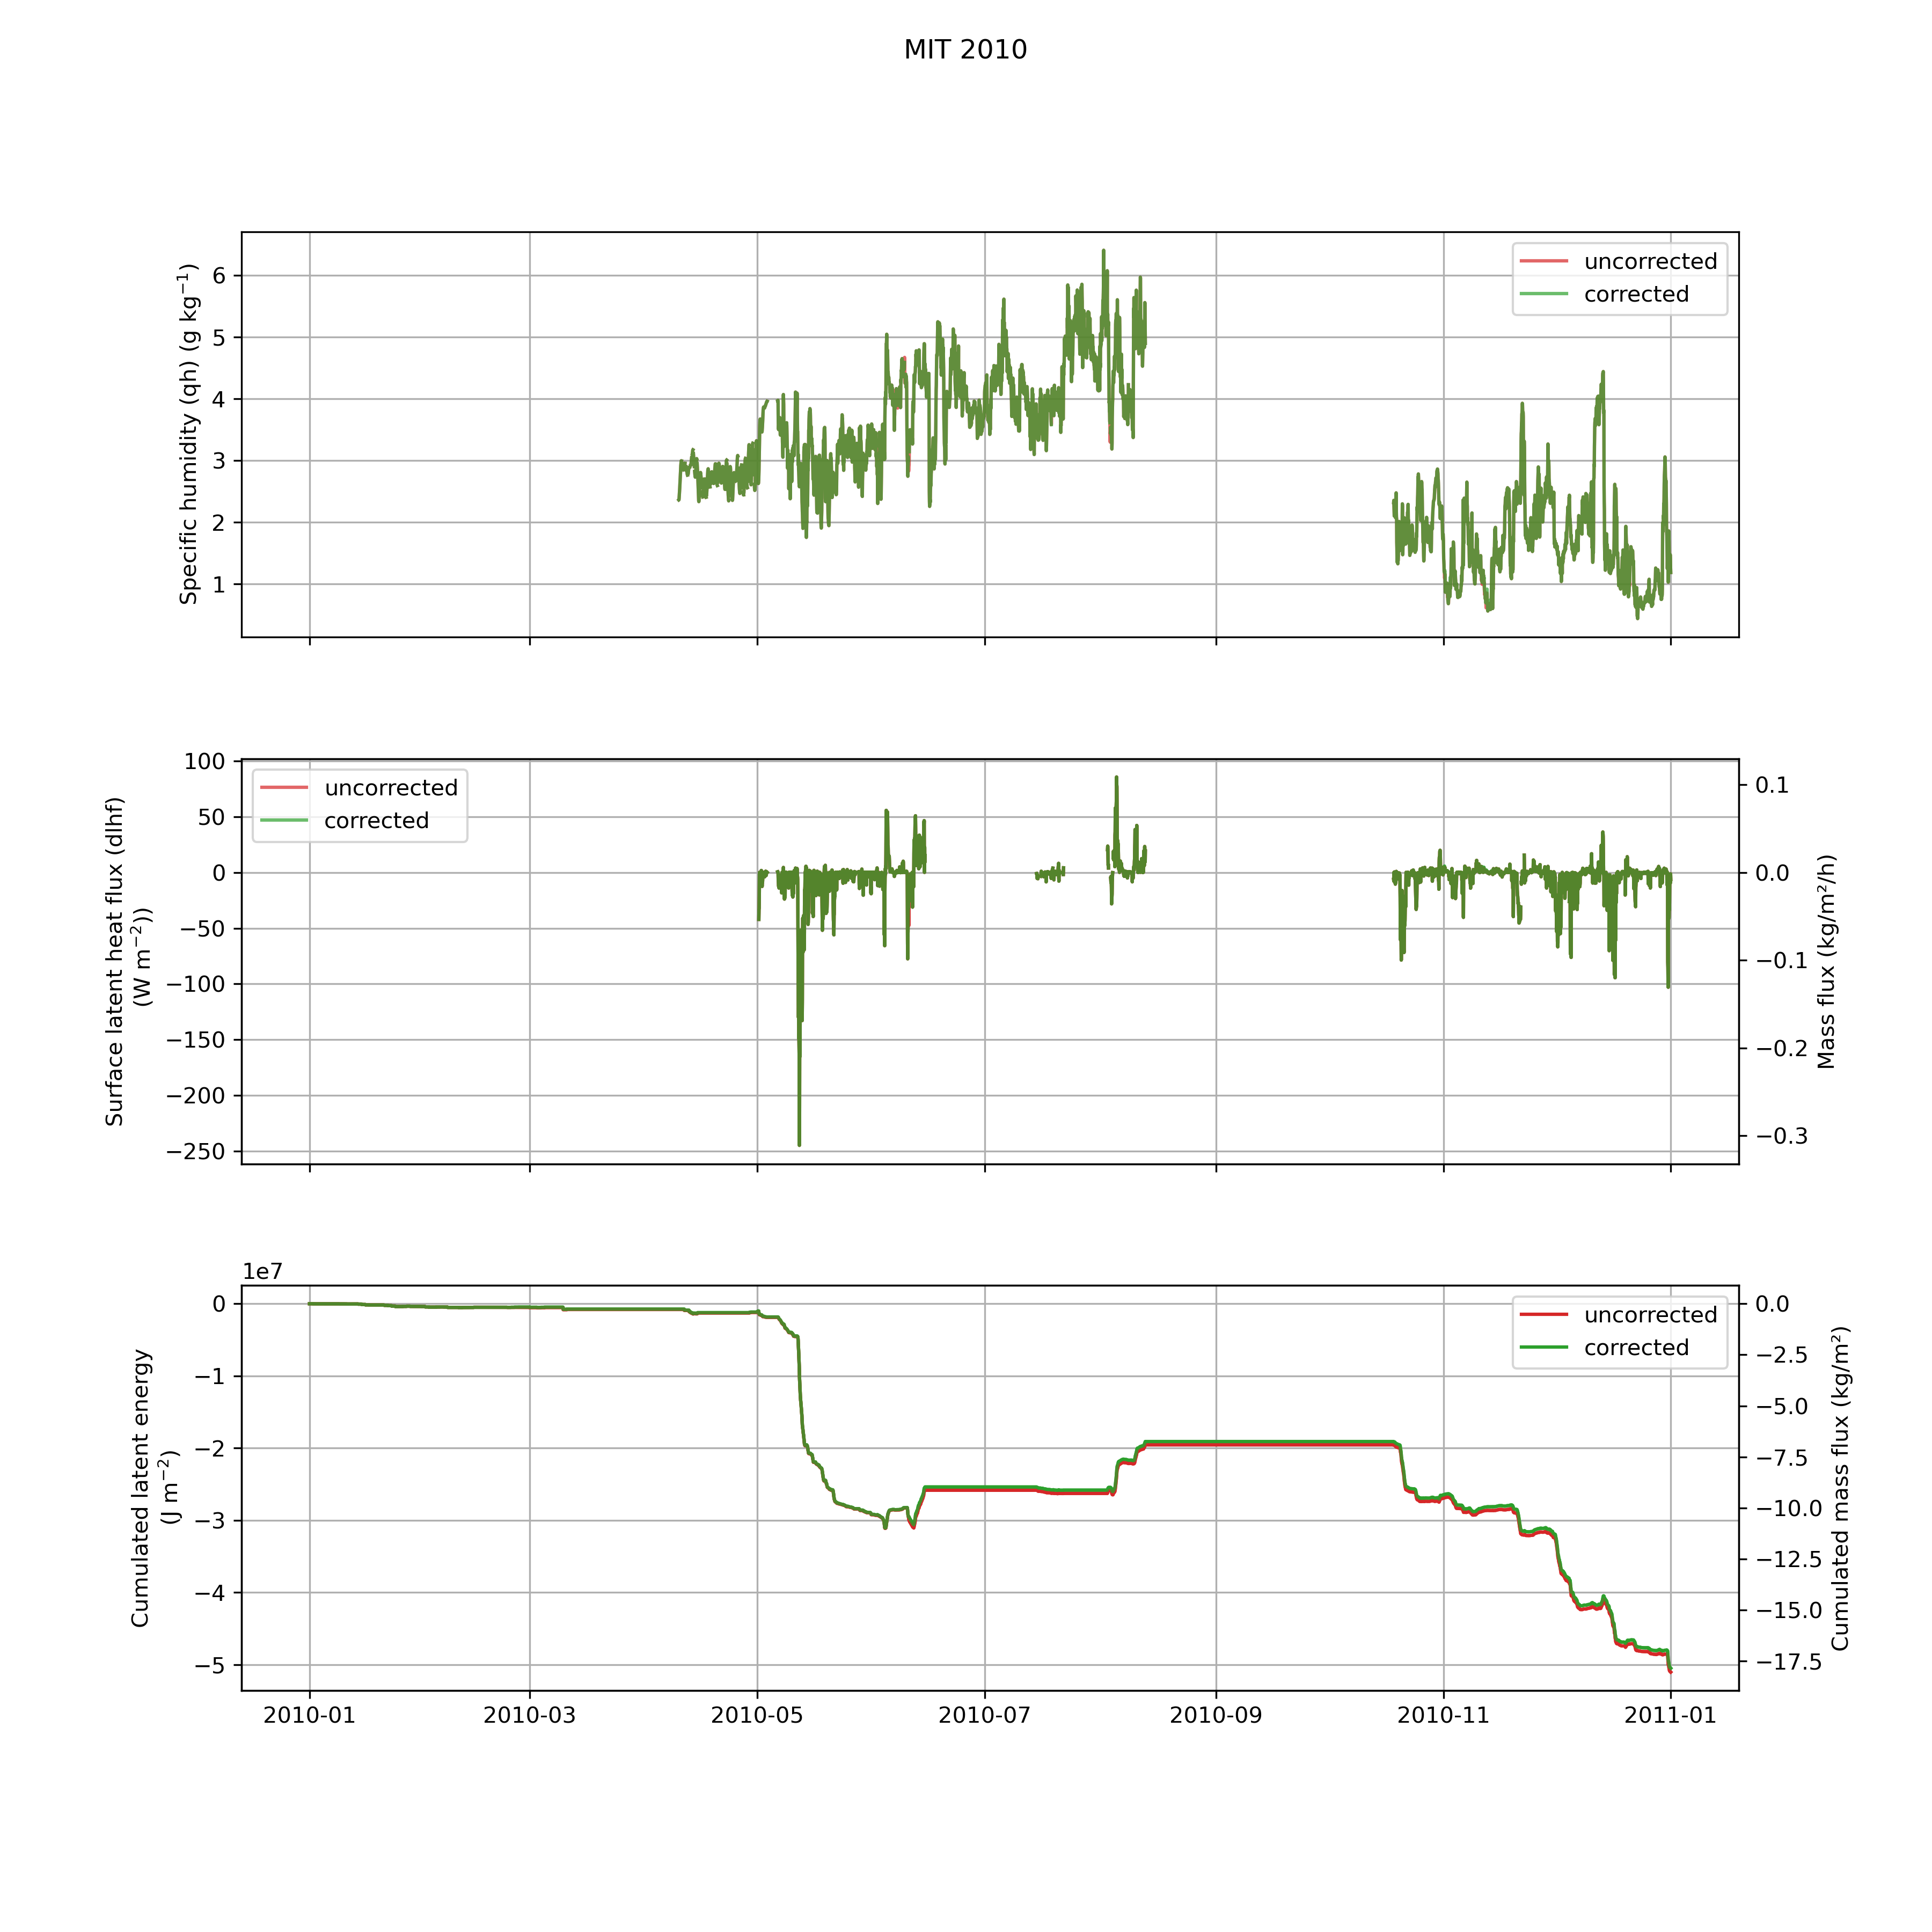 MIT 2010
Specific humidity (qh) (g kg⁻¹)
6
5
4
3
2
1
uncorrected
corrected
Surface latent heat flux (dlhf)
(W m⁻²))
100
50
0
−50
−100
−150
−200
−250
uncorrected
corrected
0.1
0.0
−0.1
−0.2
−0.3
Mass flux (kg/m²/h)
1e7
Cumulated latent energy
(J m⁻²)
0
−1
−2
−3
−4
−5
uncorrected
corrected
0.0
−2.5
−5.0
−7.5
−10.0
−12.5
−15.0
−17.5
Cumulated mass flux (kg/m²)
2010-01
2010-03
2010-05
2010-07
2010-09
2010-11
2011-01